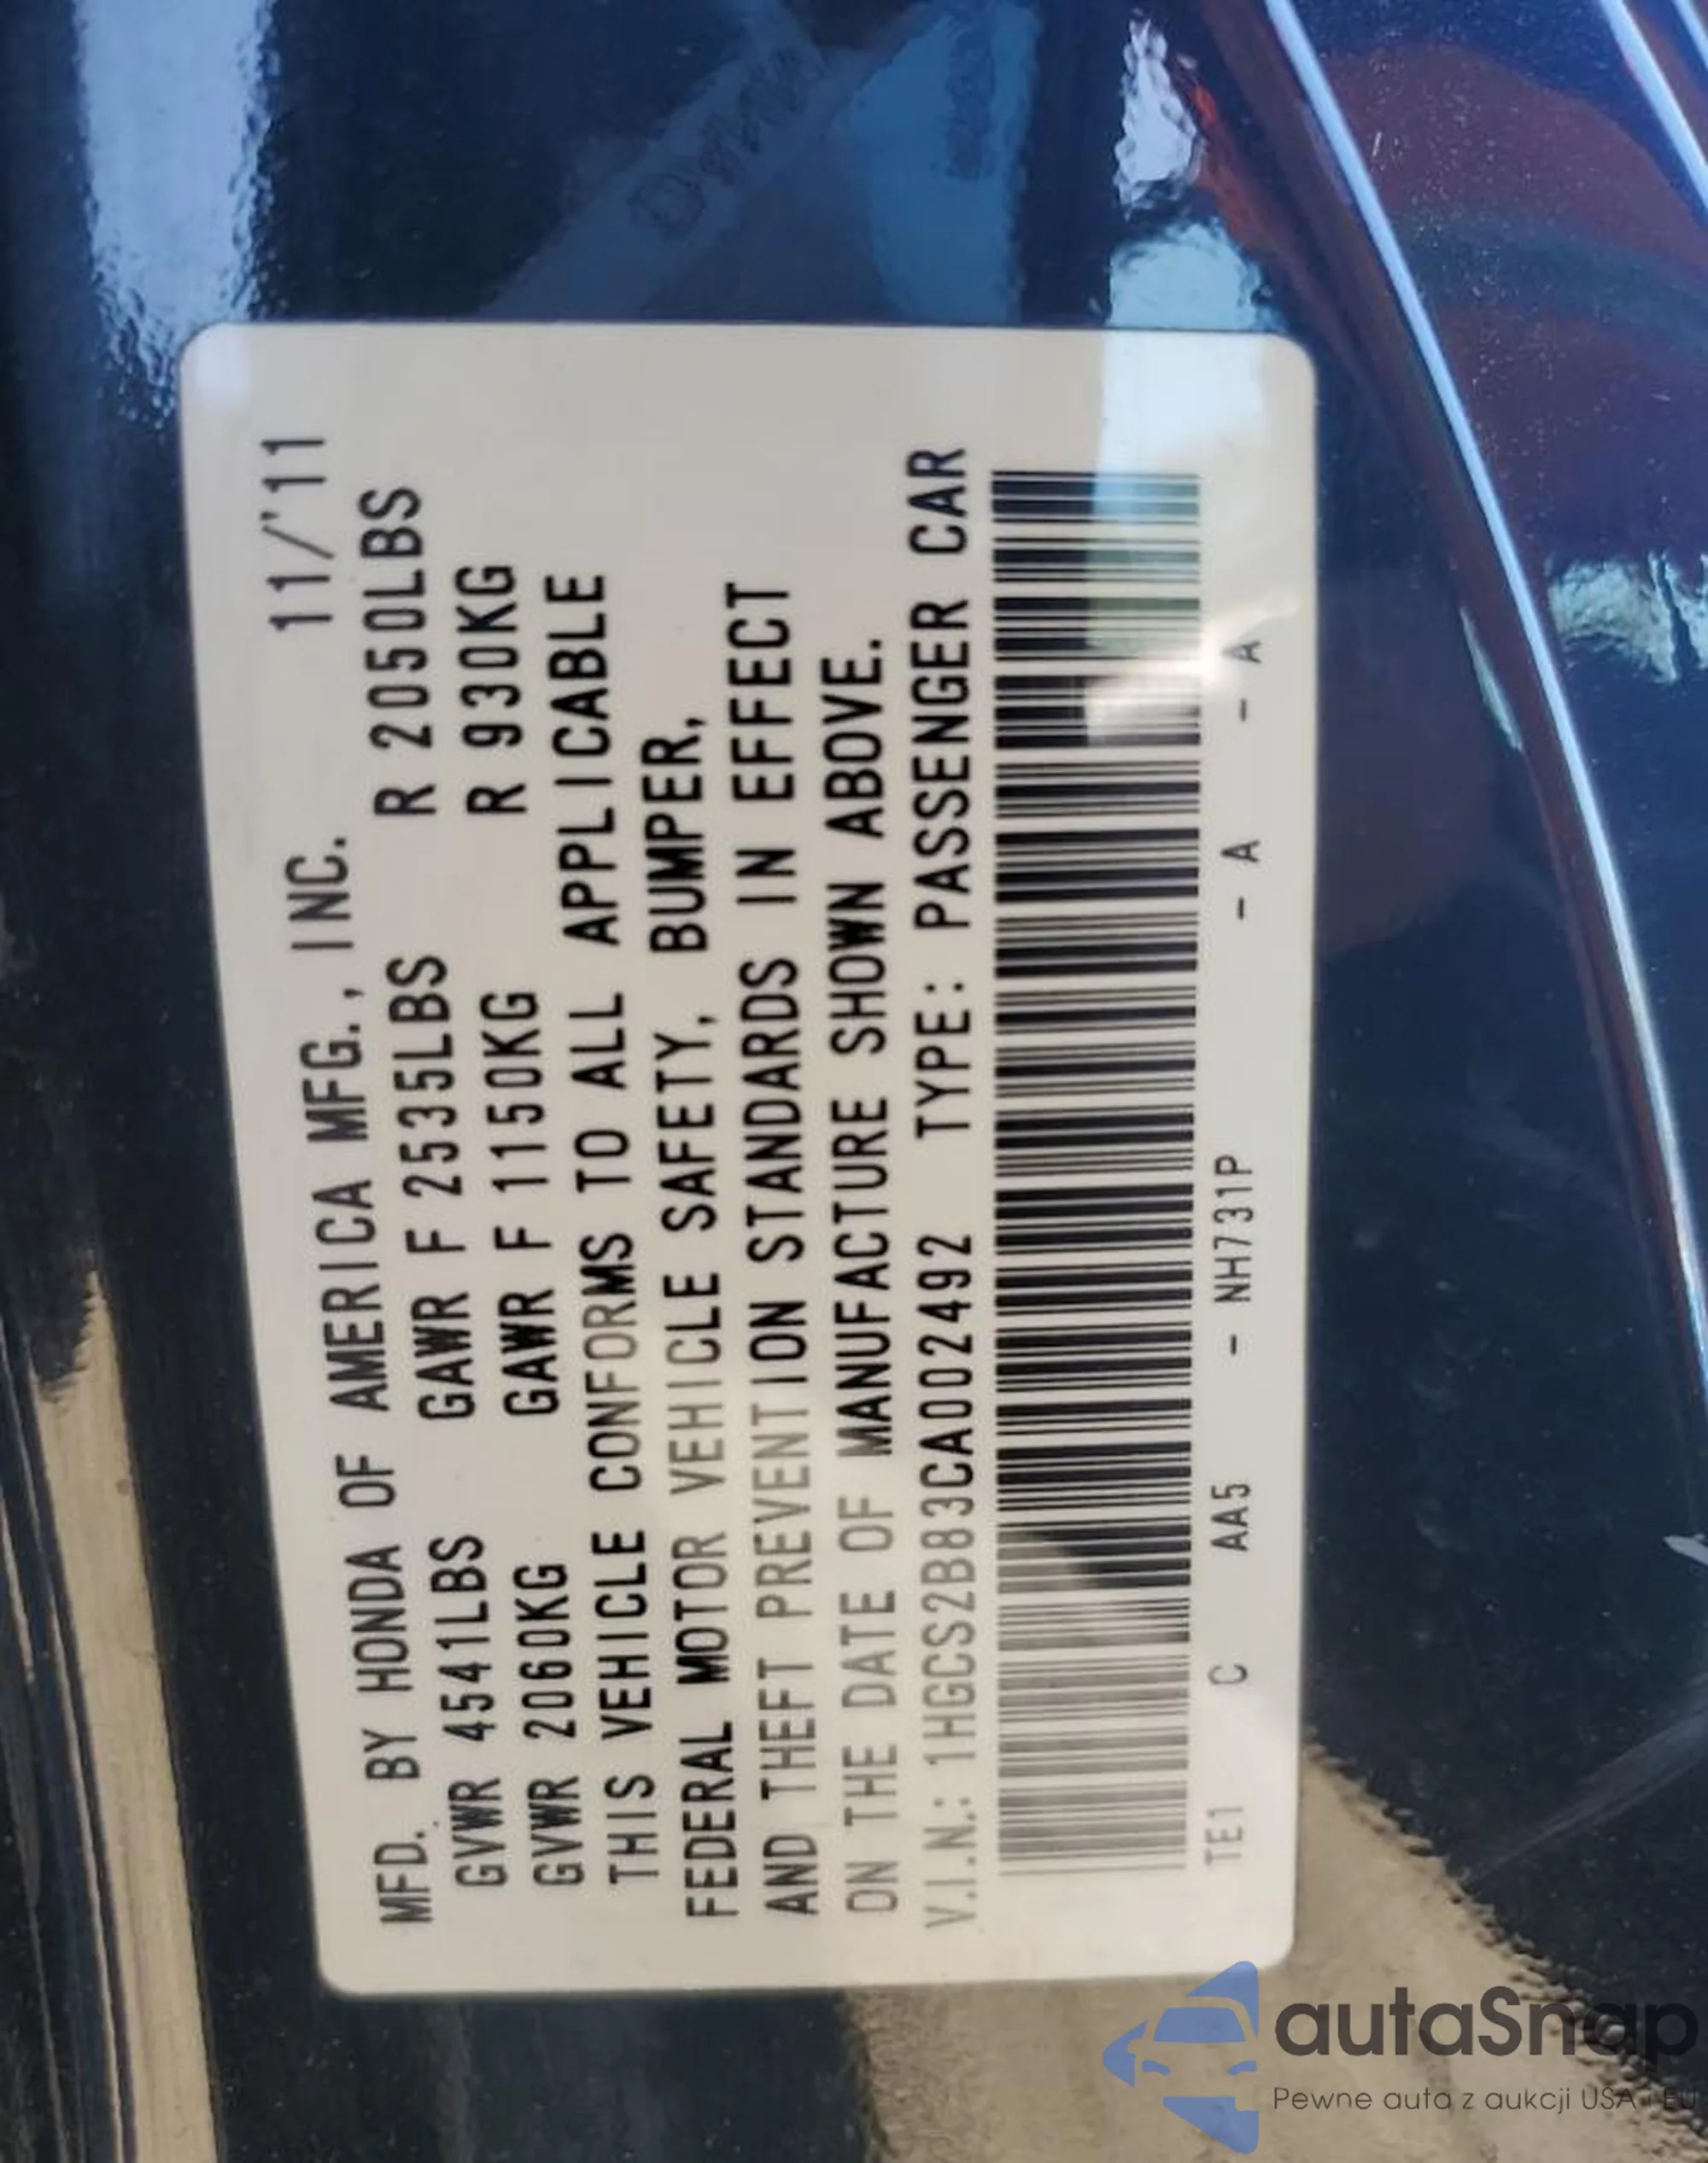 MFD. BY HONDA OF AMERICA MFG., INC. 11/'11
GVWR 4541LBS GAWR F 2535LBS R 2050LBS
GVWR 2060KG GAWR F 1150KG R 930KG
THIS VEHICLE CONFORMS TO ALL APPLICABLE
FEDERAL MOTOR VEHICLE SAFETY, BUMPER,
AND THEFT PREVENTION STANDARDS IN EFFECT
ON THE DATE OF MANUFACTURE SHOWN ABOVE.
V.I.N.: 1HGCS2B83CA002492 TYPE: PASSENGER CAR
TE1 C AA5 - NH731P - A - A
autaSnap
Pewne auta z aukcji USA i EU